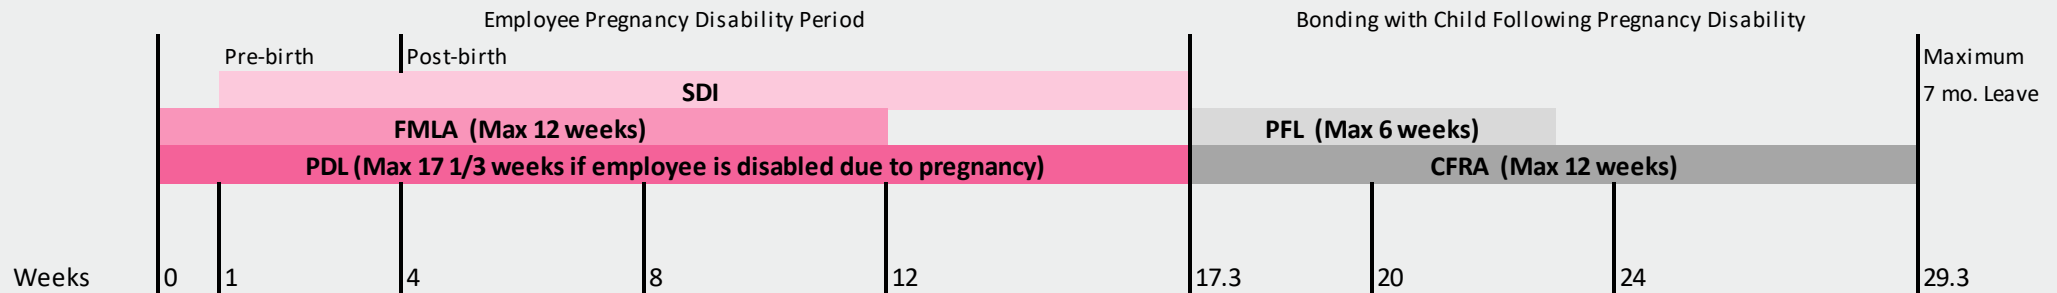 Employee Pregnancy Disability Period
Bonding with Child Following Pregnancy Disability
Pre-birth
Post-birth
Maximum
7 mo. Leave
SDI
FMLA (Max 12 weeks)
PFL (Max 6 weeks)
PDL (Max 17 1/3 weeks if employee is disabled due to pregnancy)
CFRA (Max 12 weeks)
Weeks 0 1 4 8 12 17.3 20 24 29.3